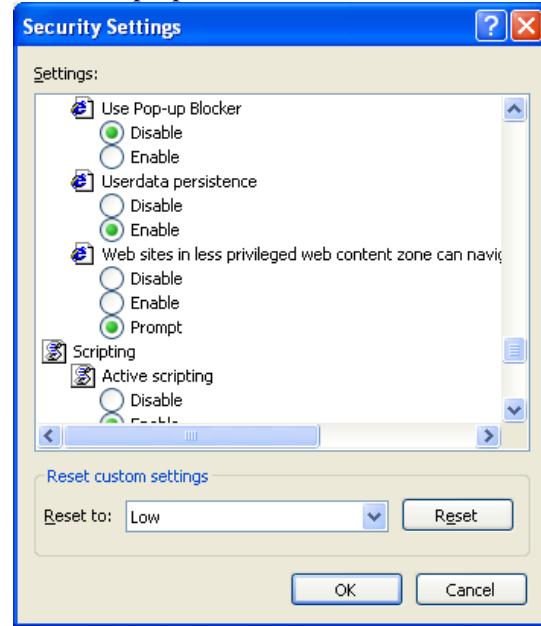 Security Settings
Settings:
Use Pop-up Blocker
Disable
Enable
Userdata persistence
Disable
Enable
Web sites in less privileged web content zone can navig
Disable
Enable
Prompt
Scripting
Active scripting
Disable
Enable
Reset custom settings
Reset to: Low Reset
OK Cancel